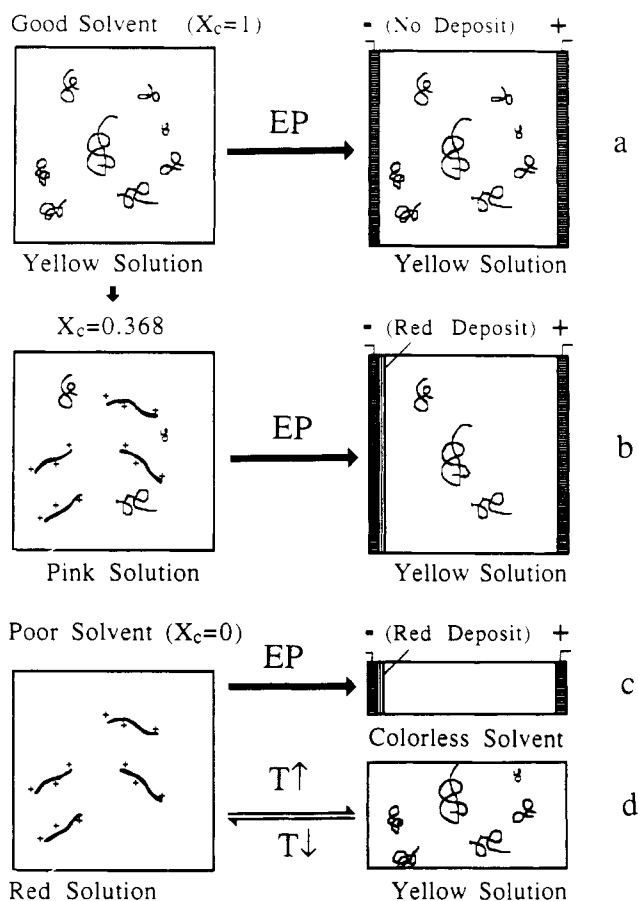 Good Solvent (Xc=1)
- (No Deposit) +
EP
a
Yellow Solution
Yellow Solution
Xc=0.368
- (Red Deposit) +
EP
b
Pink Solution
Yellow Solution
Poor Solvent (Xc=0)
- (Red Deposit) +
EP
c
Colorless Solvent
T↑
T↓
d
Red Solution
Yellow Solution